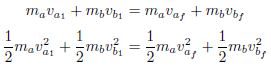 m_a v_{a_1} + m_b v_{b_1} = m_a v_{a_f} + m_b v_{b_f}
\frac{1}{2} m_a v_{a_1}^2 + \frac{1}{2} m_b v_{b_1}^2 = \frac{1}{2} m_a v_{a_f}^2 + \frac{1}{2} m_b v_{b_f}^2